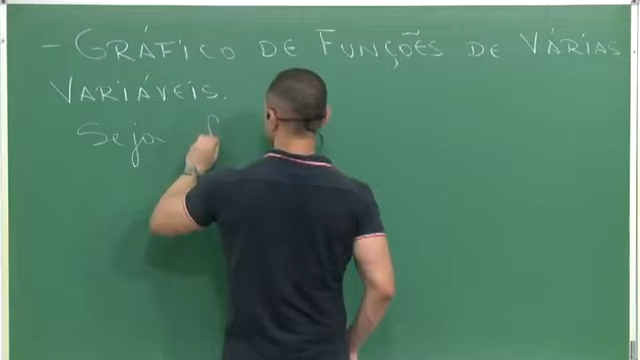 - GRÁFICO DE FUNÇÕES DE VÁRIAS
VARIÁVEIS.
Seja f